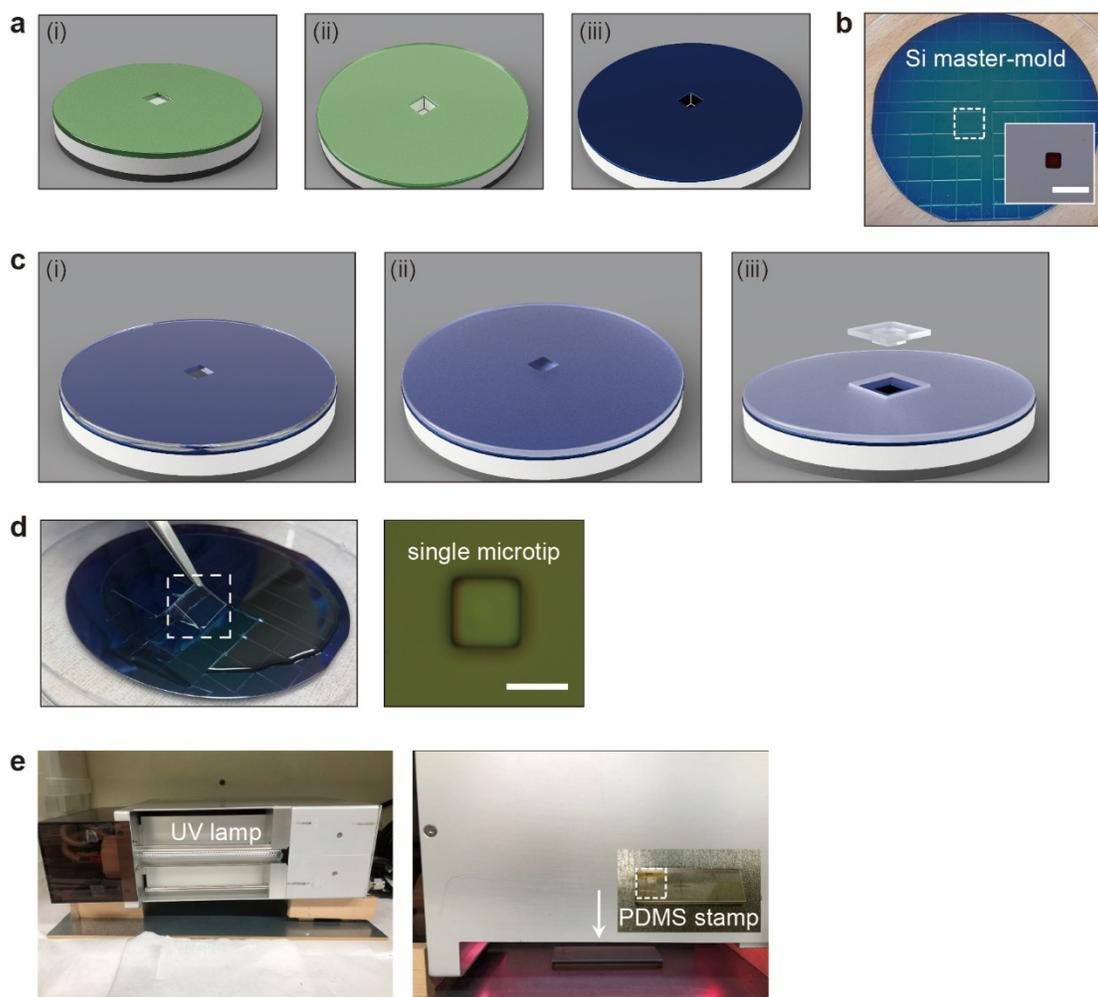 a
(i)
(ii)
(iii)
b
Si master-mold
c
(i)
(ii)
(iii)
d
single microtip
e
UV lamp
PDMS stamp